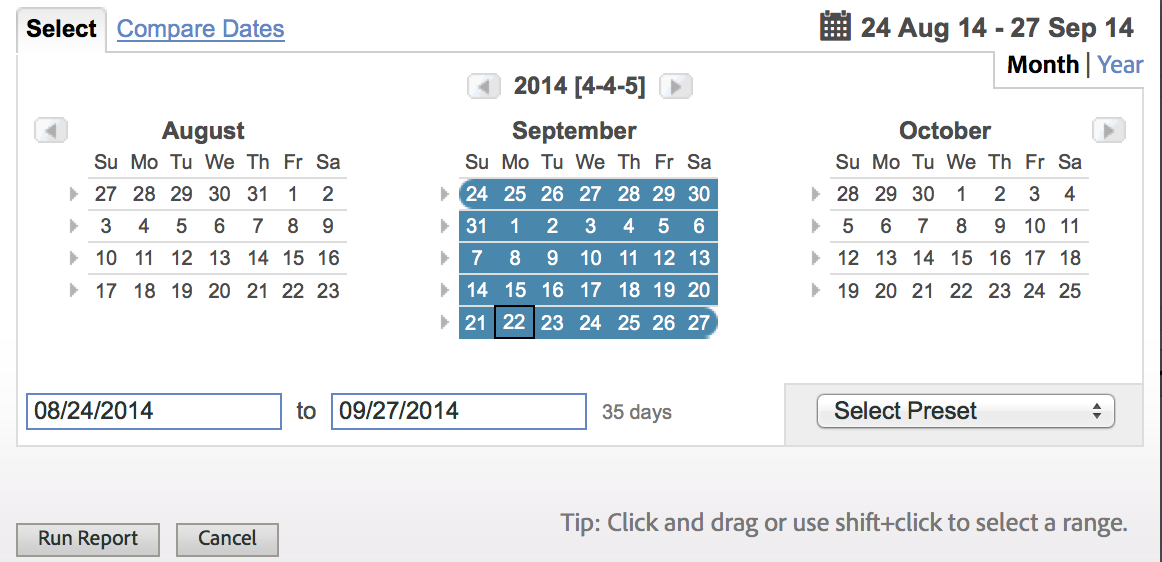 Select Compare Dates 24 Aug 14 - 27 Sep 14
Month | Year
2014 [4-4-5]
August September October
Su Mo Tu We Th Fr Sa Su Mo Tu We Th Fr Sa Su Mo Tu We Th Fr Sa
27 28 29 30 31 1 2 24 25 26 27 28 29 30 28 29 30 1 2 3 4
3 4 5 6 7 8 9 31 1 2 3 4 5 6 5 6 7 8 9 10 11
10 11 12 13 14 15 16 7 8 9 10 11 12 13 12 13 14 15 16 17 18
17 18 19 20 21 22 23 14 15 16 17 18 19 20 19 20 21 22 23 24 25
21 22 23 24 25 26 27
08/24/2014 to 09/27/2014 35 days Select Preset
Tip: Click and drag or use shift+click to select a range.
Run Report Cancel